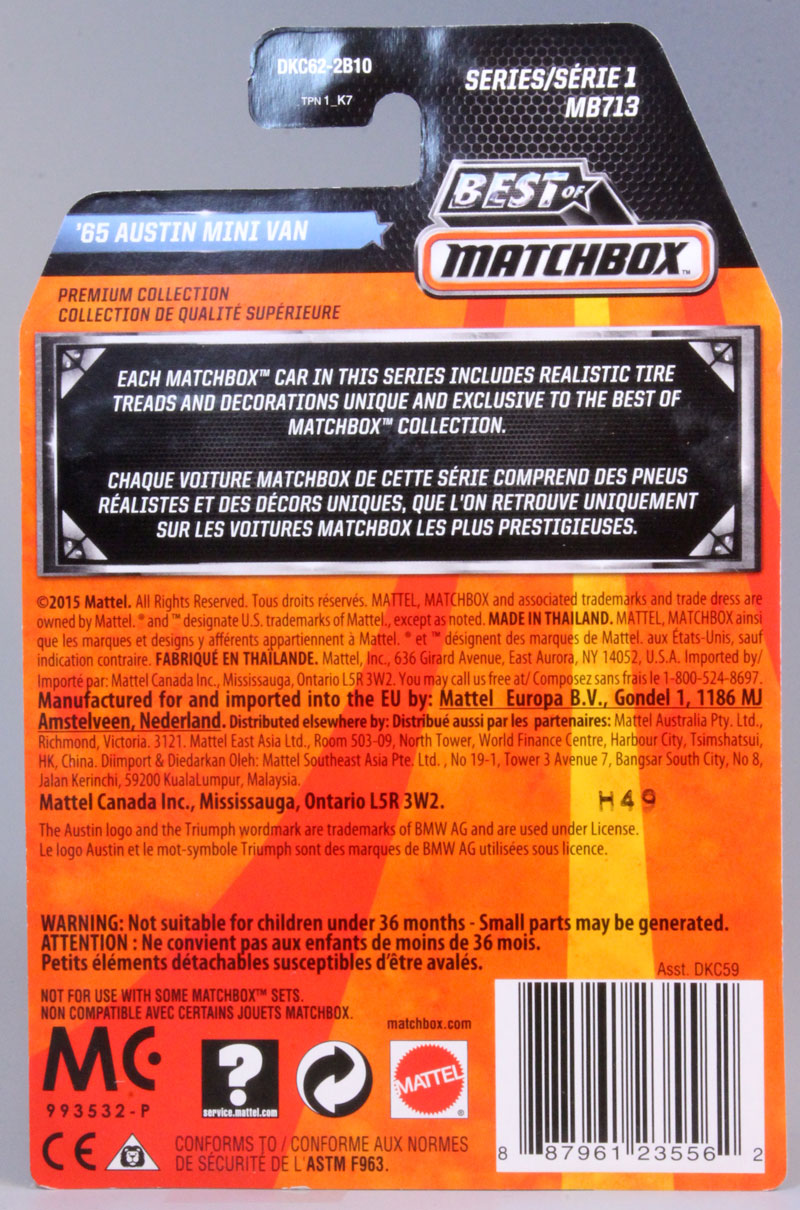 DKC62-2B10
TPN 1_K7
SERIES/SÉRIE 1
MB713
BEST OF
MATCHBOX™
'65 AUSTIN MINI VAN
PREMIUM COLLECTION
COLLECTION DE QUALITÉ SUPÉRIEURE
EACH MATCHBOX™ CAR IN THIS SERIES INCLUDES REALISTIC TIRE
TREADS AND DECORATIONS UNIQUE AND EXCLUSIVE TO THE BEST OF
MATCHBOX™ COLLECTION.
CHAQUE VOITURE MATCHBOX DE CETTE SÉRIE COMPREND DES PNEUS
RÉALISTES ET DES DÉCORS UNIQUES, QUE L'ON RETROUVE UNIQUEMENT
SUR LES VOITURES MATCHBOX LES PLUS PRESTIGIEUSES.
©2015 Mattel. All Rights Reserved. Tous droits réservés. MATTEL, MATCHBOX and associated trademarks and trade dress are
owned by Mattel. ® and ™ designate U.S. trademarks of Mattel., except as noted. MADE IN THAILAND. MATTEL, MATCHBOX ainsi
que les marques et designs y afférents appartiennent à Mattel. ® et ™ désignent des marques de Mattel. aux États-Unis, sauf
indication contraire. FABRIQUÉ EN THAÏLANDE. Mattel, Inc., 636 Girard Avenue, East Aurora, NY 14052, U.S.A. Imported by/
Importé par: Mattel Canada Inc., Mississauga, Ontario L5R 3W2. You may call us free at/ Composez sans frais le 1-800-524-8697.
Manufactured for and imported into the EU by: Mattel Europa B.V., Gondel 1, 1186 MJ
Amstelveen, Nederland. Distributed elsewhere by: Distribué aussi par les partenaires: Mattel Australia Pty. Ltd.,
Richmond, Victoria. 3121. Mattel East Asia Ltd., Room 503-09, North Tower, World Finance Centre, Harbour City, Tsimshatsui,
HK, China. Diimport & Diedarkan Oleh: Mattel Southeast Asia Pte. Ltd. , No 19-1, Tower 3 Avenue 7, Bangsar South City, No 8,
Jalan Kerinchi, 59200 KualaLumpur, Malaysia.
Mattel Canada Inc., Mississauga, Ontario L5R 3W2.
H49
The Austin logo and the Triumph wordmark are trademarks of BMW AG and are used under License.
Le logo Austin et le mot-symbole Triumph sont des marques de BMW AG utilisées sous licence.
WARNING: Not suitable for children under 36 months - Small parts may be generated.
ATTENTION : Ne convient pas aux enfants de moins de 36 mois.
Petits éléments détachables susceptibles d'être avalés.
Asst. DKC59
NOT FOR USE WITH SOME MATCHBOX™ SETS.
NON COMPATIBLE AVEC CERTAINS JOUETS MATCHBOX.
matchbox.com
MC
993532-P
?
service.mattel.com
MATTEL
®
CE
CONFORMS TO / CONFORME AUX NORMES
DE SÉCURITÉ DE L'ASTM F963.
8 87961 23556 2